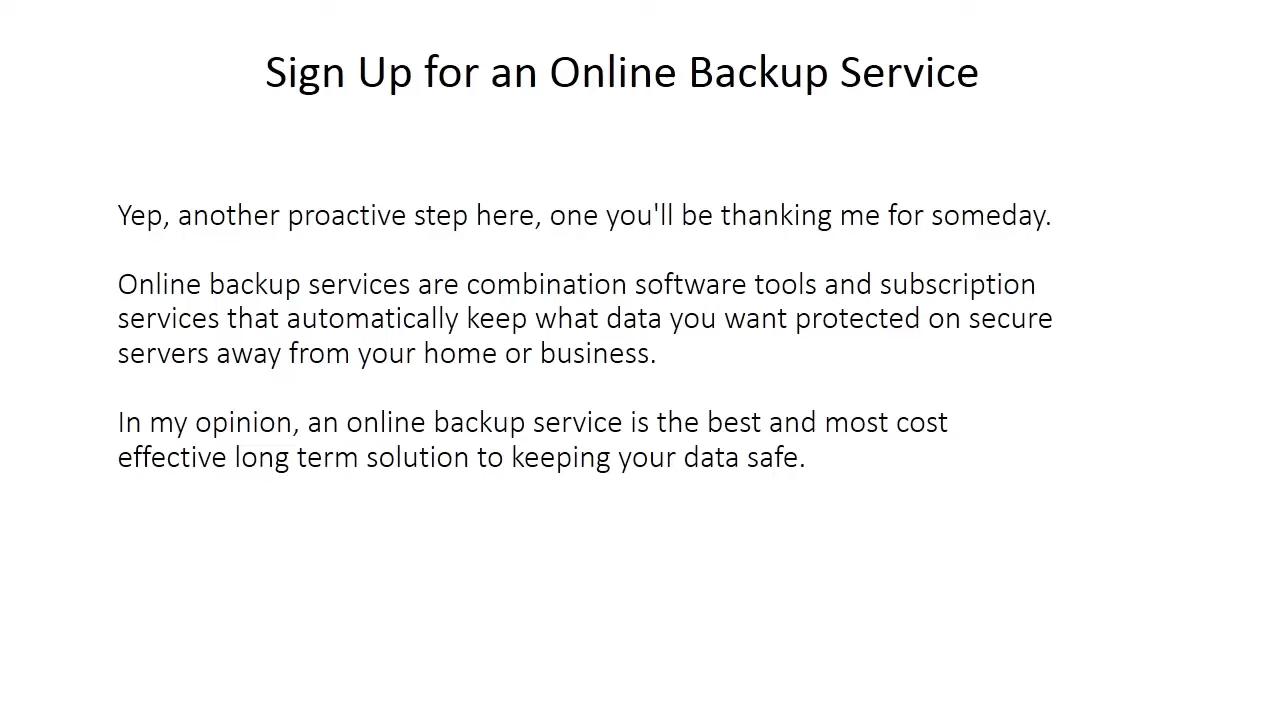 Sign Up for an Online Backup Service
Yep, another proactive step here, one you'll be thanking me for someday.
Online backup services are combination software tools and subscription
services that automatically keep what data you want protected on secure
servers away from your home or business.
In my opinion, an online backup service is the best and most cost
effective long term solution to keeping your data safe.